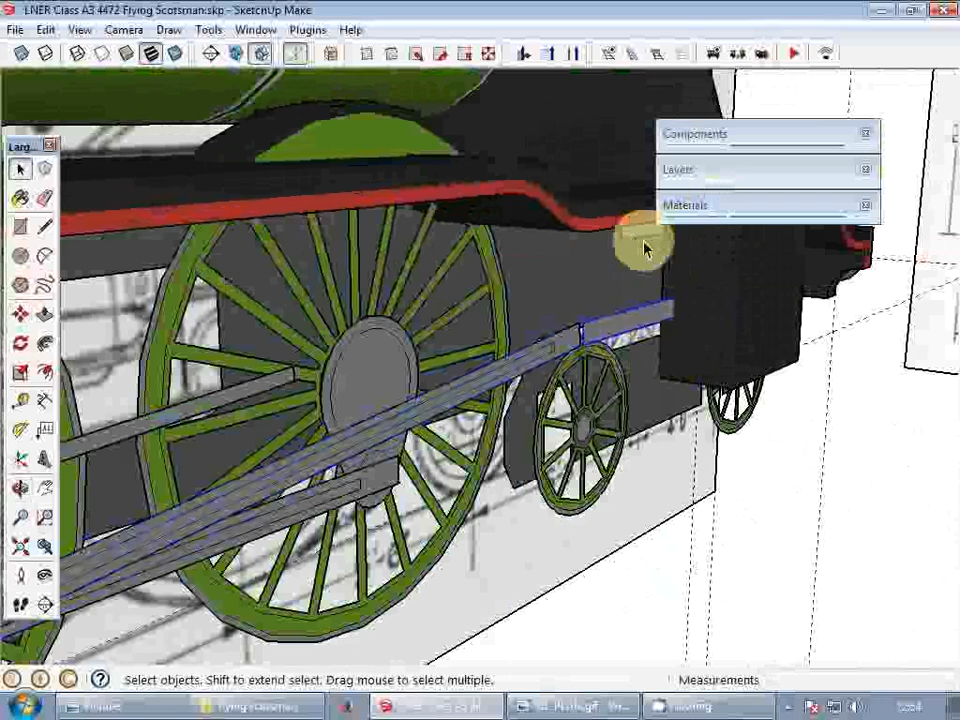 LNER Class A3 4472 Flying Scotsman.skp - SketchUp Make
File Edit View Camera Draw Tools Window Plugins Help
Larg...
Components
Layers
Materials
Select objects. Shift to extend select. Drag mouse to select multiple.
Measurements